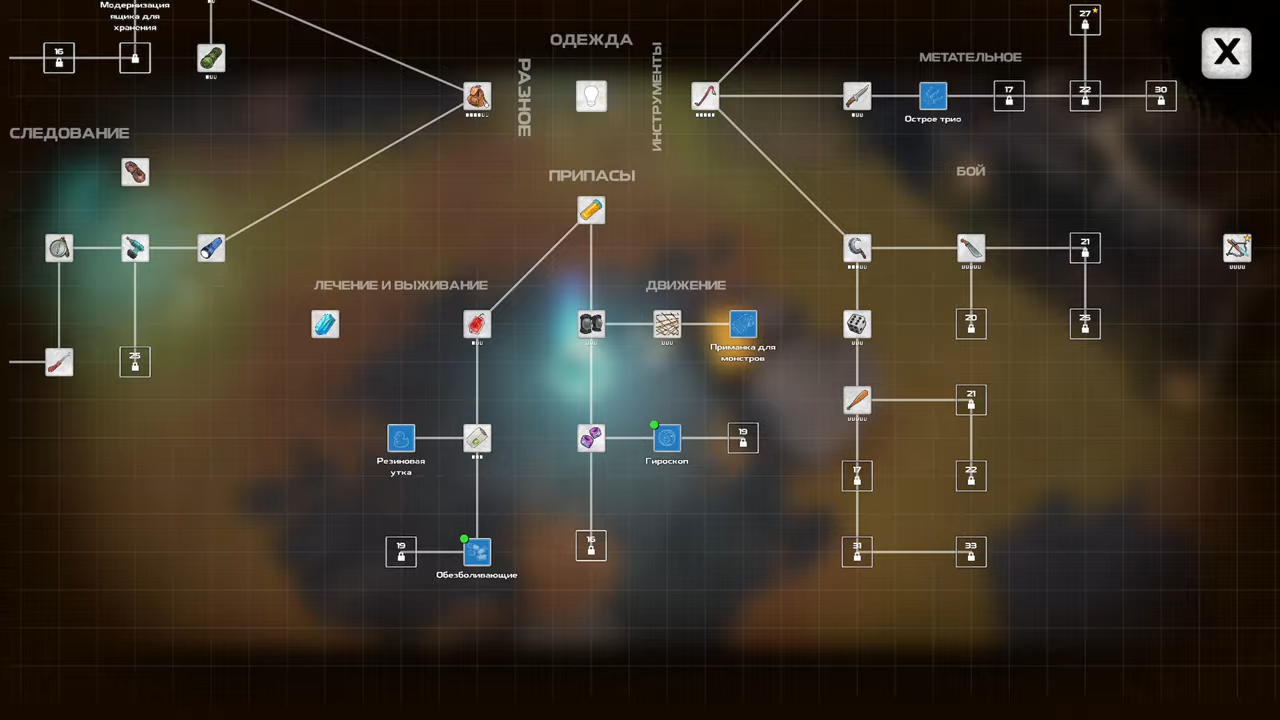 Модернизация
ящика для
хранения
16
ОДЕЖДА
РАЗНОЕ
ИНСТРУМЕНТЫ
27
X
МЕТАТЕЛЬНОЕ
17
22
30
Острое трио
СЛЕДОВАНИЕ
БОЙ
ПРИПАСЫ
21
ЛЕЧЕНИЕ И ВЫЖИВАНИЕ
ДВИЖЕНИЕ
20
25
Приманка для
монстров
25
21
19
Резиновая
утка
Гироскоп
17
22
19
16
31
33
Обезболивающие